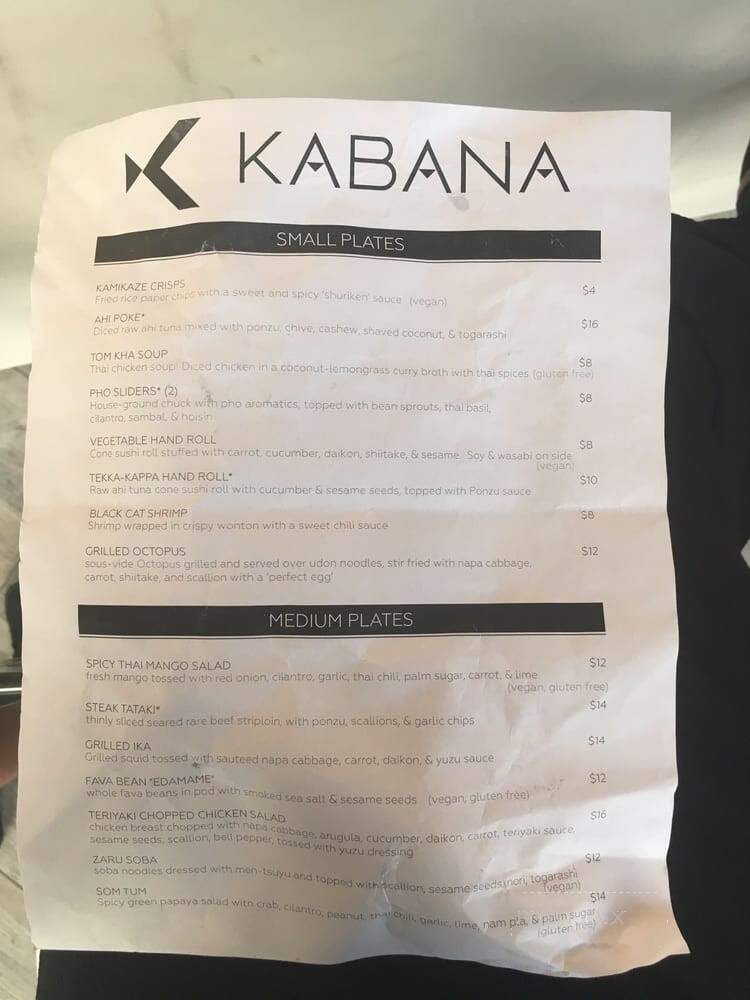 KABANA
SMALL PLATES
KAMIKAZE CRISPS
Fried rice paper chips with a sweet and spicy 'shuriken' sauce (vegan) $4
AHI POKE*
Diced raw ahi tuna mixed with ponzu, chive, cashew, shaved coconut, & togarashi $16
TOM KHA SOUP $8
Thai chicken soup! Diced chicken in a coconut-lemongrass curry broth with thai spices (gluten free)
PHO SLIDERS* (2) $8
House-ground chuck with pho aromatics, topped with bean sprouts, thai basil,
cilantro, sambal, & hoisin
VEGETABLE HAND ROLL $8
Cone sushi roll stuffed with carrot, cucumber, daikon, shiitake, & sesame. Soy & wasabi on side
(vegan)
TEKKA-KAPPA HAND ROLL* $10
Raw ahi tuna cone sushi roll with cucumber & sesame seeds, topped with Ponzu sauce
BLACK CAT SHRIMP $8
Shrimp wrapped in crispy wonton with a sweet chili sauce
GRILLED OCTOPUS $12
sous-vide Octopus grilled and served over udon noodles, stir fried with napa cabbage,
carrot, shiitake, and scallion with a 'perfect egg'
MEDIUM PLATES
SPICY THAI MANGO SALAD $12
fresh mango tossed with red onion, cilantro, garlic, thai chili, palm sugar, carrot, & lime
(vegan, gluten free)
STEAK TATAKI* $14
thinly sliced seared rare beef striploin, with ponzu, scallions, & garlic chips
GRILLED IKA $14
Grilled squid tossed with sauteed napa cabbage, carrot, daikon, & yuzu sauce
FAVA BEAN "EDAMAME" $12
whole fava beans in pod with smoked sea salt & sesame seeds (vegan, gluten free)
TERIYAKI CHOPPED CHICKEN SALAD $16
chicken breast chopped with napa cabbage, arugula, cucumber, daikon, carrot, teriyaki sauce,
sesame seeds, scallion, bell pepper, tossed with yuzu dressing
ZARU SOBA $12
soba noodles dressed with men-tsuyu and topped with scallion, sesame seeds, nori, togarashi
(vegan)
SOM TUM $14
Spicy green papaya salad with crab, cilantro, peanut, thai chili, garlic, lime, nam pla, & palm sugar
(gluten free)